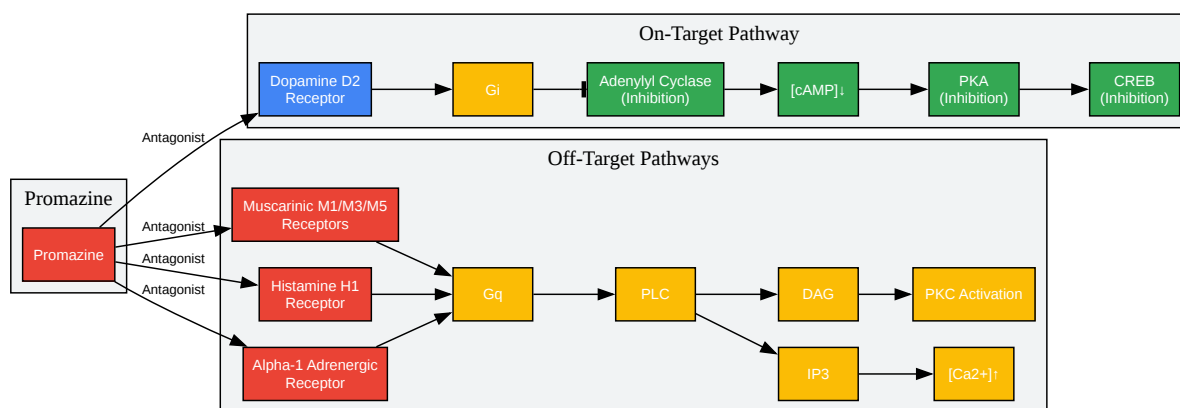 On-Target Pathway
Dopamine D2
Receptor
Gi
Adenylyl Cyclase
(Inhibition)
[cAMP]↓
PKA
(Inhibition)
CREB
(Inhibition)
Antagonist
Off-Target Pathways
Promazine
Promazine
Antagonist
Antagonist
Antagonist
Muscarinic M1/M3/M5
Receptors
Histamine H1
Receptor
Alpha-1 Adrenergic
Receptor
Gq
PLC
DAG
PKC Activation
IP3
[Ca2+]↑